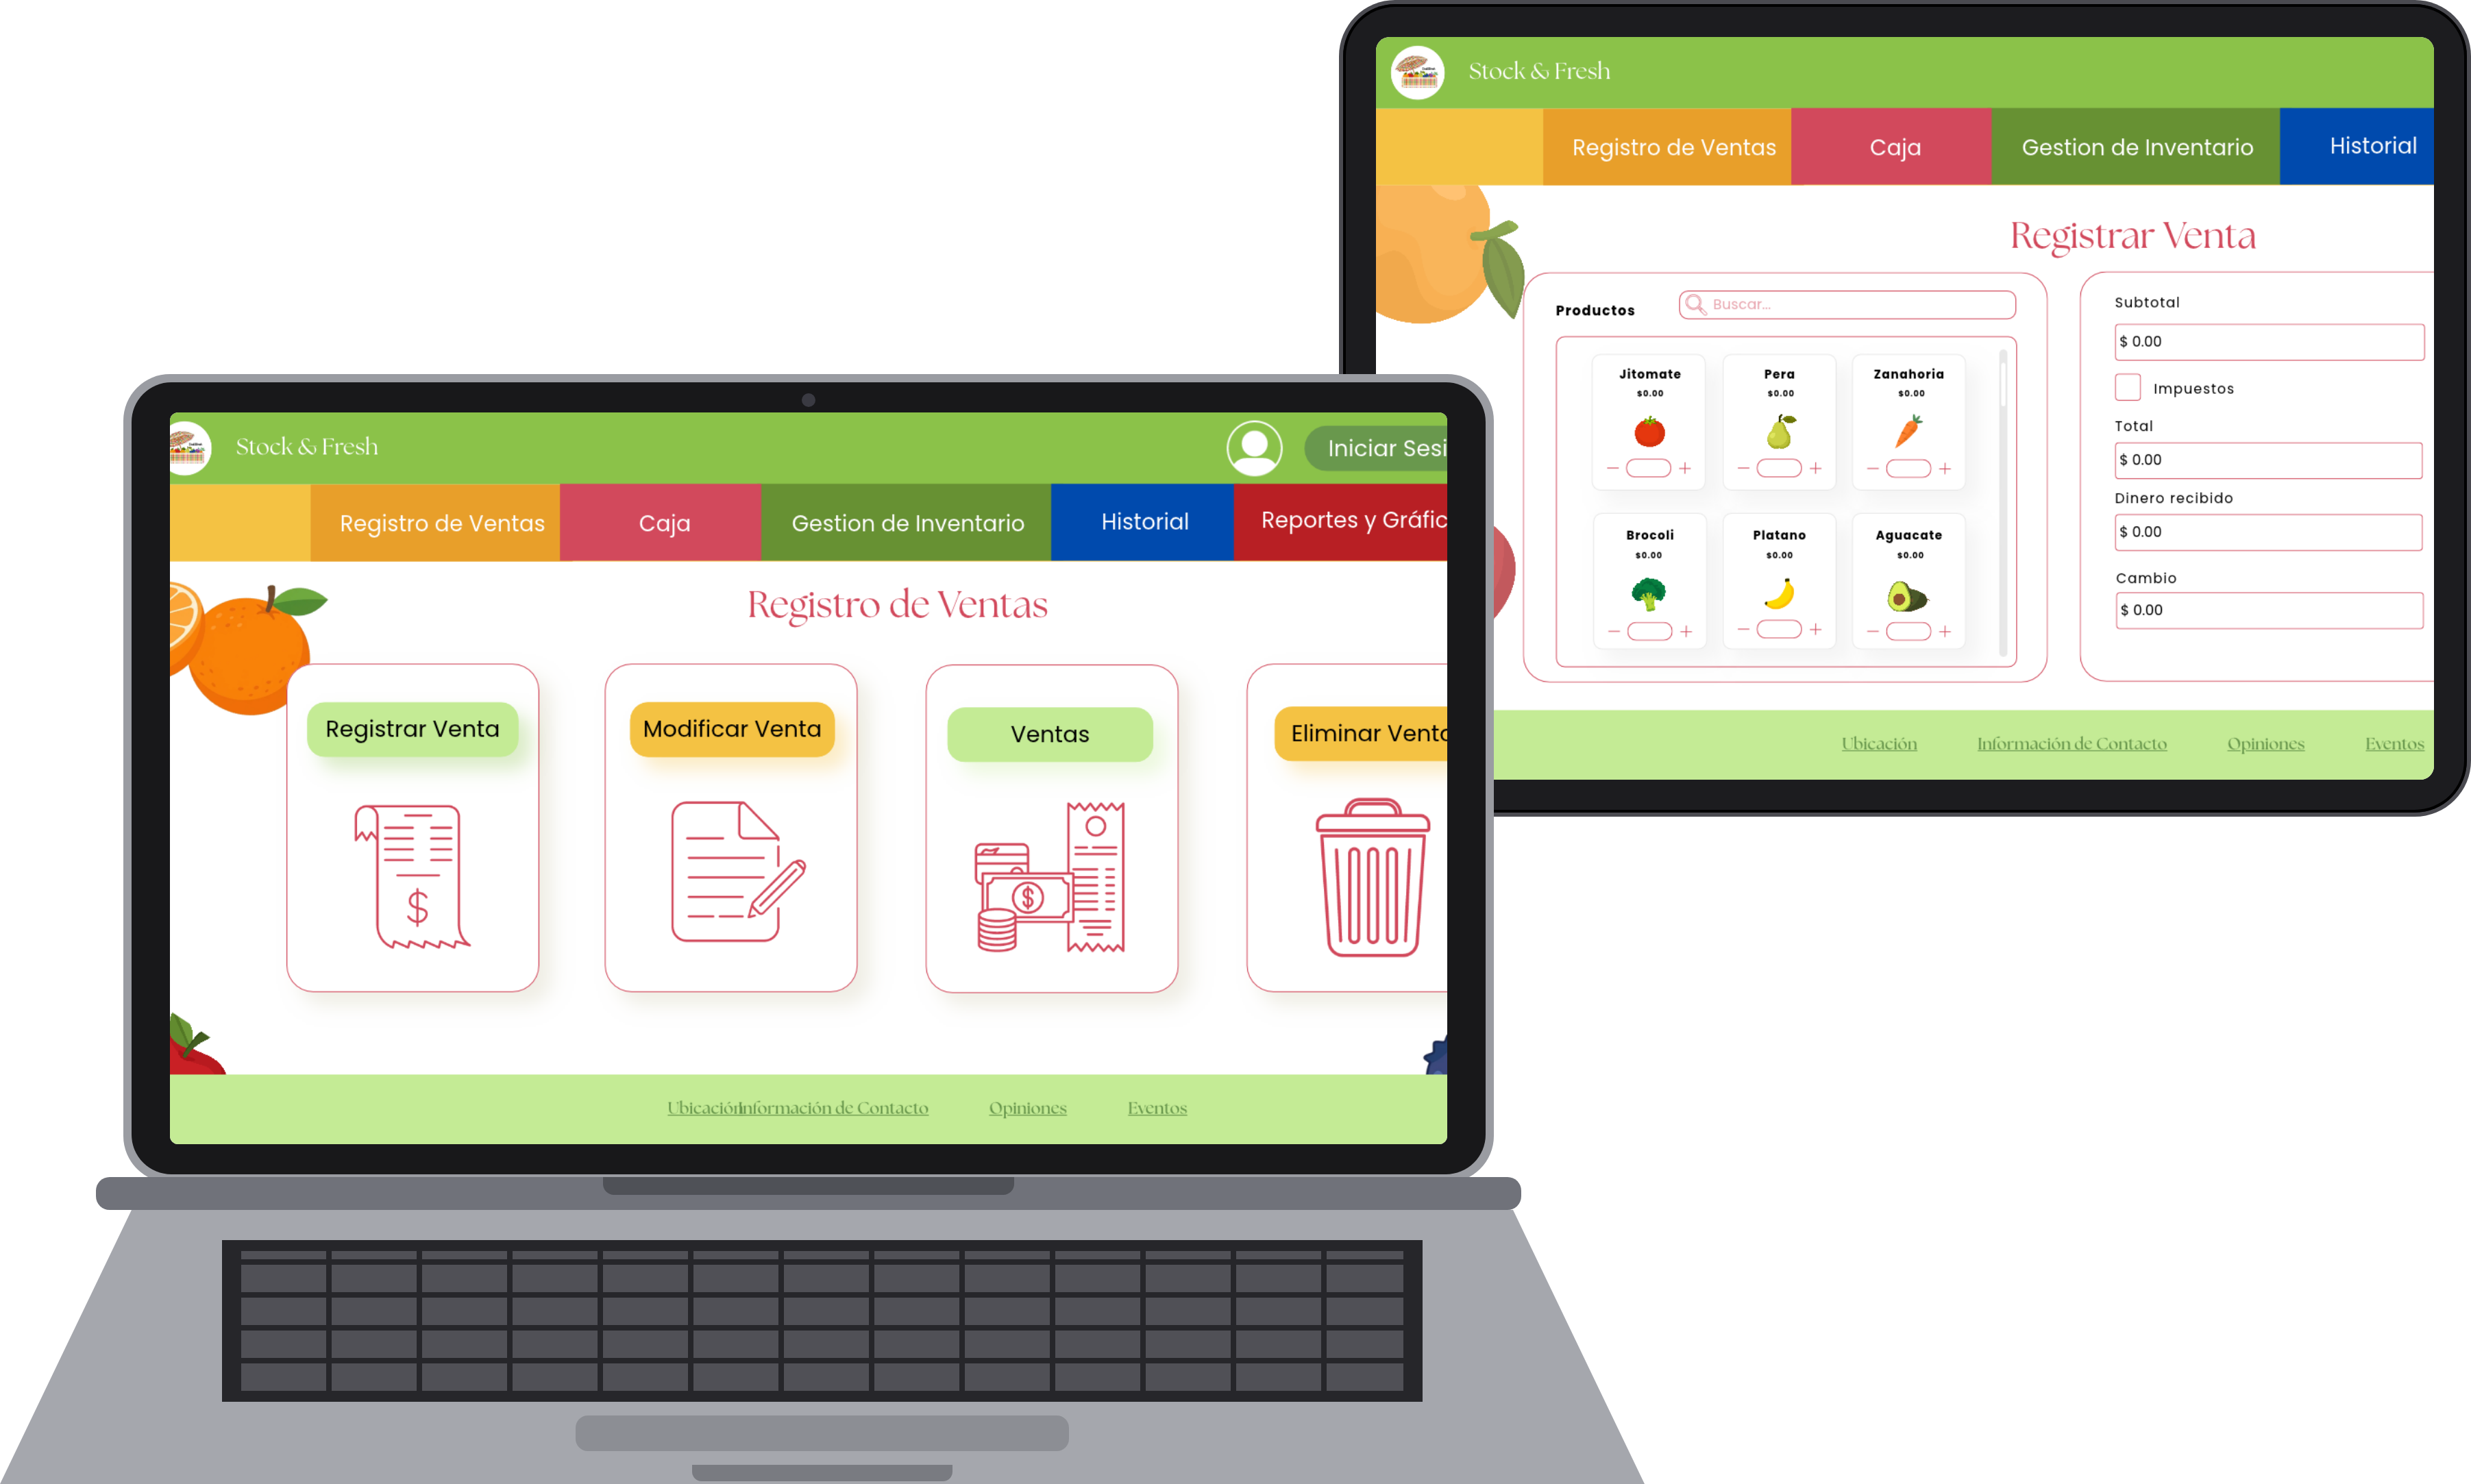 Stock & Fresh
Registro de Ventas
Caja
Gestion de Inventario
Historial
Registrar Venta
Productos
Buscar...
Jitomate
$0.00
Pera
$0.00
Zanahoria
$0.00
Brocoli
$0.00
Platano
$0.00
Aguacate
$0.00
Subtotal
$ 0.00
Impuestos
Total
$ 0.00
Dinero recibido
$ 0.00
Cambio
$ 0.00
Ubicación
Información de Contacto
Opiniones
Eventos
Stock & Fresh
Iniciar Sesi
Registro de Ventas
Caja
Gestion de Inventario
Historial
Reportes y Gráfic
Registro de Ventas
Registrar Venta
Modificar Venta
Ventas
Eliminar Venta
$
$
Ubicación
Información de Contacto
Opiniones
Eventos